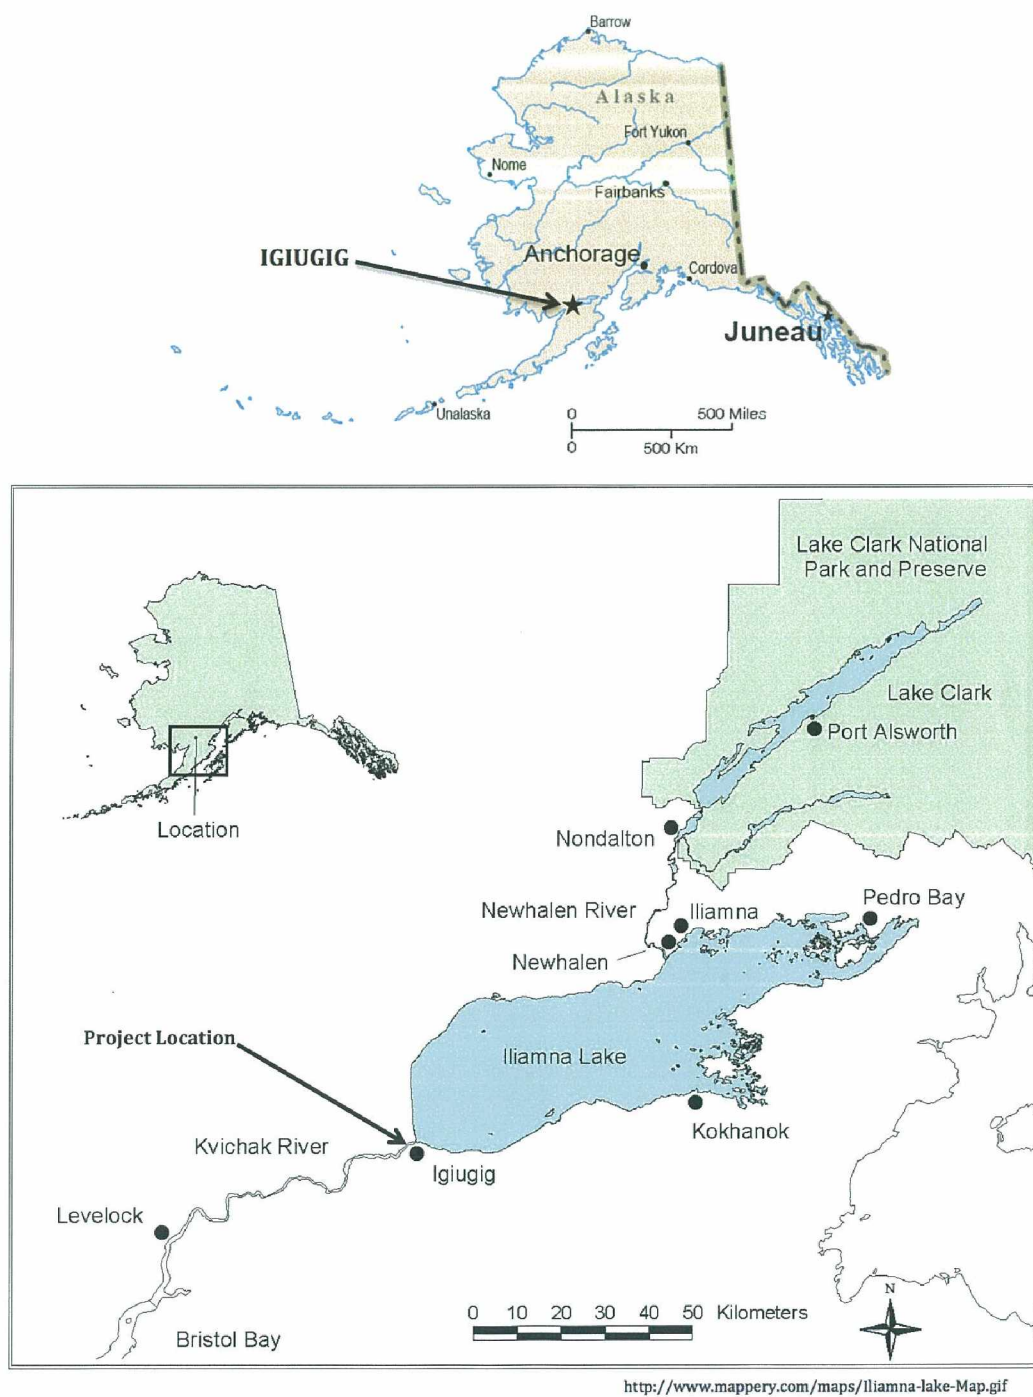 Barrow
Alaska
Fort Yukon
Nome
Fairbanks
IGIUGIG
Anchorage
Cordova
Juneau
Unalaska
0 500 Miles
0 500 Km
Lake Clark National
Park and Preserve
Lake Clark
Port Alsworth
Location
Nondalton
Newhalen River
Iliamna
Pedro Bay
Newhalen
Project Location
Iliamna Lake
Kokhanok
Kvichak River
Igiugig
Levelock
N
0 10 20 30 40 50 Kilometers
Bristol Bay
http://www.mappery.com/maps/Iliamna-lake-Map.gif